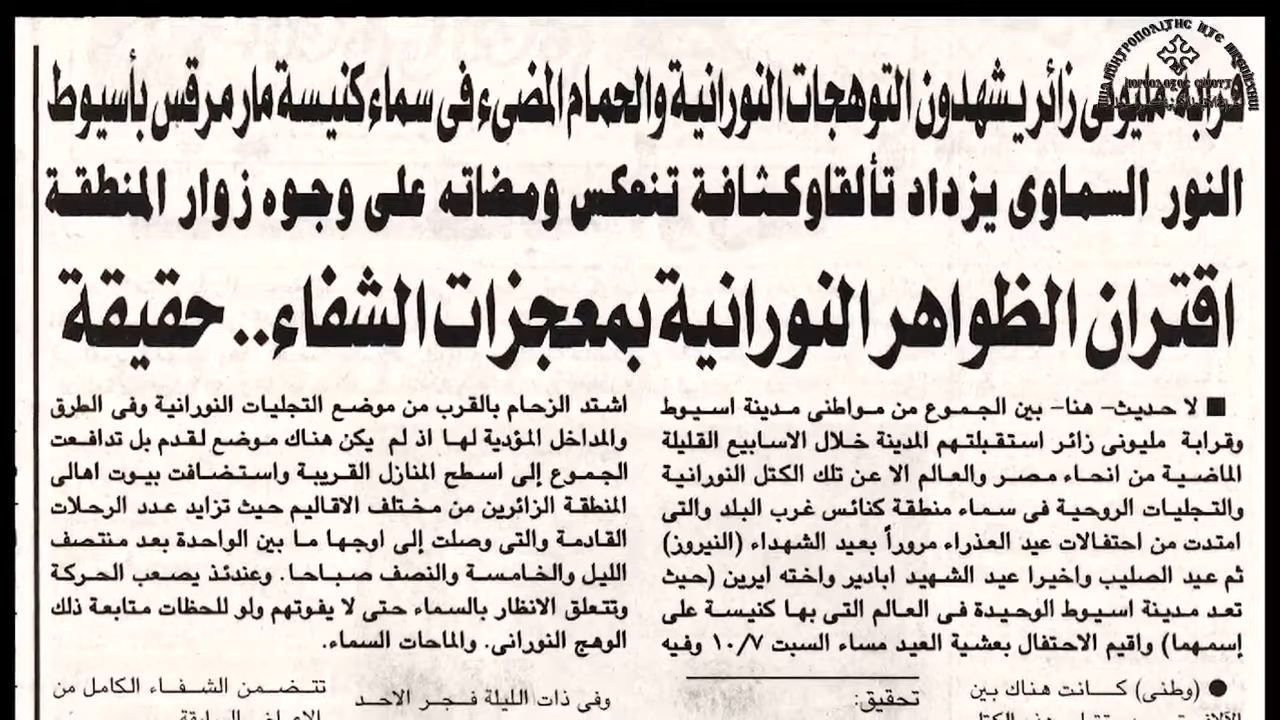 قرابة مليونى زائر يشهدون التوهجات النورانية والحمام المضىء فى سماء كنيسة مار مرقس بأسيوط
النور السماوى يزداد تألقا وكثافة تنعكس ومضاته على وجوه زوار المنطقة
اقتران الظواهر النورانية بمعجزات الشفاء.. حقيقة
■ لا حديث- هنا- بين الجموع من مواطنى مدينة اسيوط
وقرابة مليونى زائر استقبلتهم المدينة خلال الاسابيع القليلة
الماضية من انحاء مصر والعالم الا عن تلك الكتل النورانية
والتجليات الروحية فى سماء منطقة كنائس غرب البلد والتى
امتدت من احتفالات عيد العذراء مروراً بعيد الشهداء (النيروز)
ثم عيد الصليب واخيرا عيد الشهيد ابادير واخته ايرين (حيث
تعد مدينة اسيوط الوحيدة فى العالم التى بها كنيسة على
إسمهما) واقيم الاحتفال بعشية العيد مساء السبت ١٠/٧ وفيه
اشتد الزحام بالقرب من موضع التجليات النورانية وفى الطرق
والمداخل المؤدية لها اذ لم يكن هناك موضع لقدم بل تدافعت
الجموع إلى اسطح المنازل القريبة واستضافت بيوت اهالى
المنطقة الزائرين من مختلف الاقاليم حيث تزايد عدد الرحلات
القادمة والتى وصلت إلى اوجها ما بين الواحدة بعد منتصف
الليل والخامسة والنصف صباحا. وعندئذ يصعب الحركة
وتتعلق الانظار بالسماء حتى لا يفوتهم ولو للحظات متابعة ذلك
الوهج النورانى. والماحات السماء.
● (وطنى) كانت هناك بين
تحقيق:
وفى ذات الليلة فجر الاحد
تتضمن الشفاء الكامل من